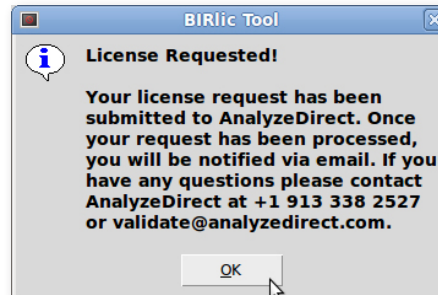 BIRlic Tool
License Requested!
Your license request has been
submitted to AnalyzeDirect. Once
your request has been processed,
you will be notified via email. If you
have any questions please contact
AnalyzeDirect at +1 913 338 2527
or validate@analyzedirect.com.
OK